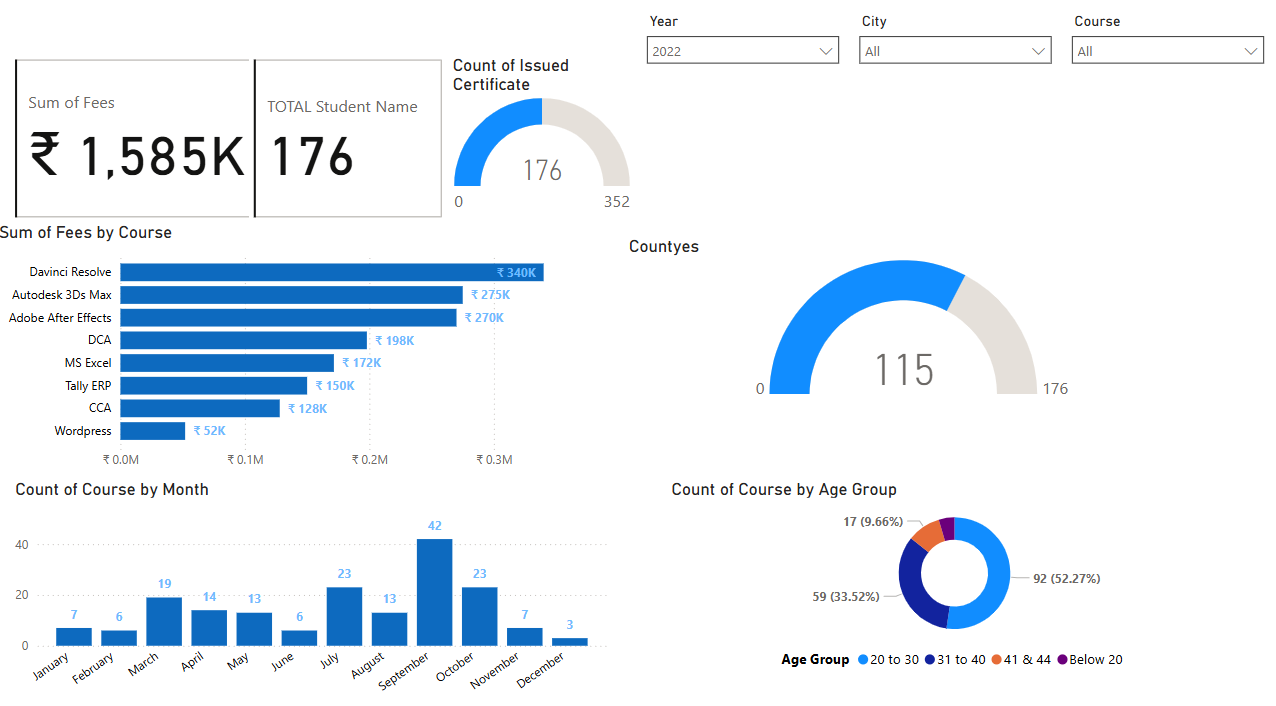 Year
City
Course
2022
All
All
Sum of Fees
₹ 1,585K
TOTAL Student Name
176
Count of Issued
Certificate
176
0
352
Sum of Fees by Course
Davinci Resolve
₹ 340K
Autodesk 3Ds Max
₹ 275K
Adobe After Effects
₹ 270K
DCA
₹ 198K
MS Excel
₹ 172K
Tally ERP
₹ 150K
CCA
₹ 128K
Wordpress
₹ 52K
₹ 0.0M
₹ 0.1M
₹ 0.2M
₹ 0.3M
Countyes
115
0
176
Count of Course by Month
40
20
0
7
6
19
14
13
6
23
13
42
23
7
3
January
February
March
April
May
June
July
August
September
October
November
December
Count of Course by Age Group
17 (9.66%)
92 (52.27%)
59 (33.52%)
Age Group
20 to 30
31 to 40
41 & 44
Below 20